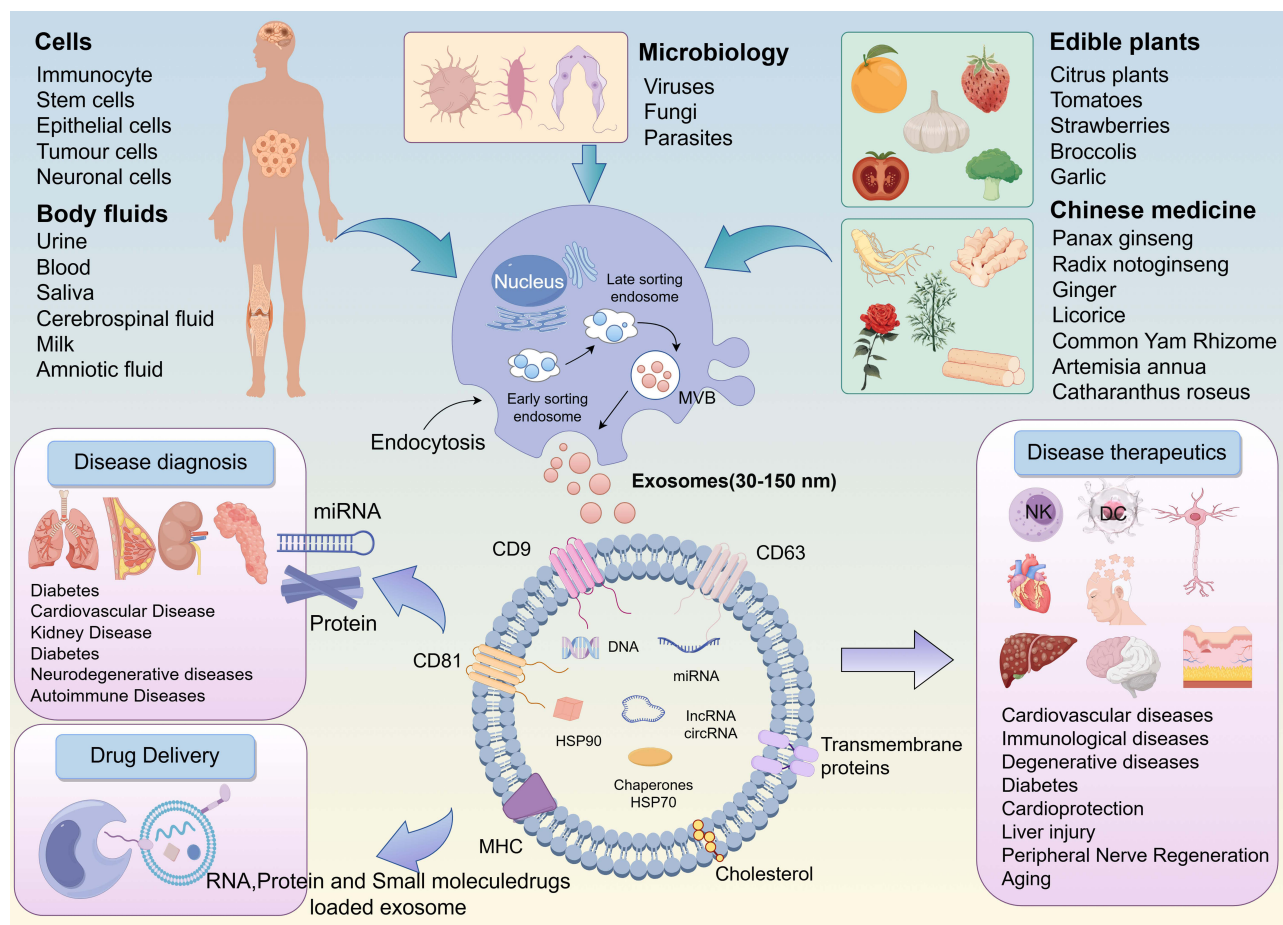 Cells
Immunocyte
Stem cells
Epithelial cells
Tumour cells
Neuronal cells
Body fluids
Urine
Blood
Saliva
Cerebrospinal fluid
Milk
Amniotic fluid
Microbiology
Viruses
Fungi
Parasites
Edible plants
Citrus plants
Tomatoes
Strawberries
Broccolis
Garlic
Chinese medicine
Panax ginseng
Radix notoginseng
Ginger
Licorice
Common Yam Rhizome
Artemisia annua
Catharanthus roseus
Nucleus
Late sorting
endosome
Early sorting
endosome
MVB
Endocytosis
Exosomes(30-150 nm)
Disease diagnosis
miRNA
Protein
Diabetes
Cardiovascular Disease
Kidney Disease
Diabetes
Neurodegenerative diseases
Autoimmune Diseases
Drug Delivery
RNA,Protein and Small moleculedrugs
loaded exosome
CD9
CD63
CD81
DNA
miRNA
HSP90
lncRNA
circRNA
Chaperones
HSP70
Transmembrane
proteins
MHC
Cholesterol
Disease therapeutics
NK
DC
Cardiovascular diseases
Immunological diseases
Degenerative diseases
Diabetes
Cardioprotection
Liver injury
Peripheral Nerve Regeneration
Aging